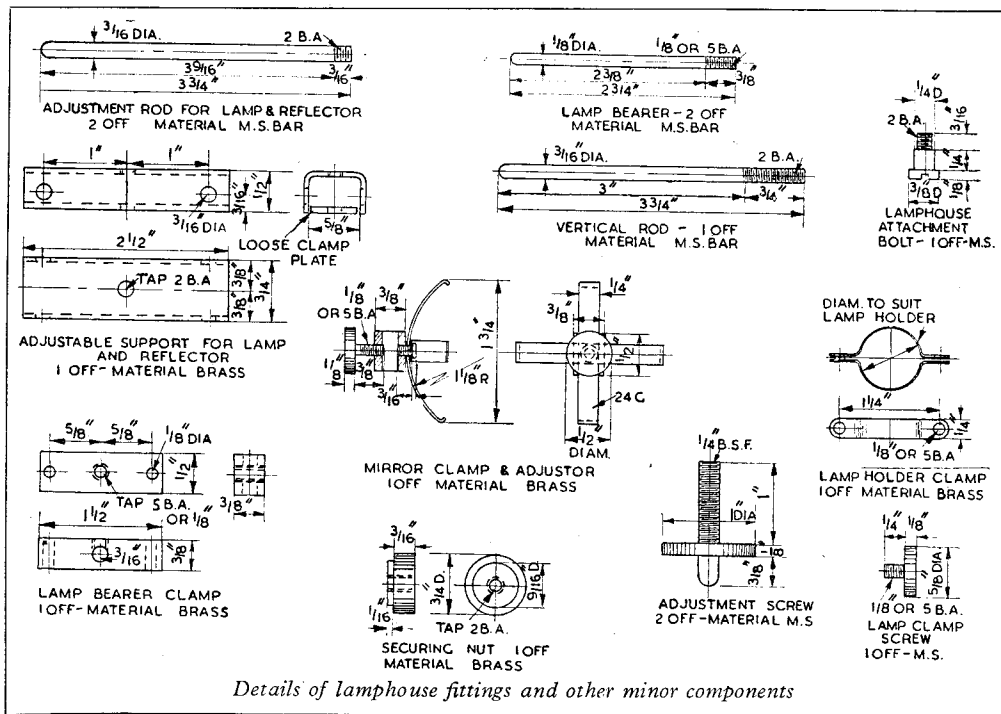 3/16" DIA.
2 B.A.
3 9/16"
3/16"
3 3/4"
ADJUSTMENT ROD FOR LAMP & REFLECTOR
2 OFF MATERIAL M.S. BAR
1/8" DIA.
1/8" OR 5 B.A
2 3/8"
3/8"
2 3/4"
LAMP BEARER - 2 OFF
MATERIAL M.S. BAR
3/16" DIA.
2 B.A.
3"
3/4"
3 3/4"
VERTICAL ROD - 1 OFF
MATERIAL M.S. BAR
1/4" D
2 B.A.
3/16"
1/4"
3/8" D
1/8"
LAMPHOUSE
ATTACHMENT
BOLT - 1 OFF - M.S.
1"
1"
3/16"
1/2"
3/16" DIA
5/8"
LOOSE CLAMP
PLATE
2 1/2"
TAP 2 B.A
3/8"
3/8"
3/4"
ADJUSTABLE SUPPORT FOR LAMP
AND REFLECTOR
1 OFF - MATERIAL BRASS
1/8"
OR 5 B.A
3/8"
1 3/4"
1/8"
3/8"
3/16"
1 1/8" R
1/4"
3/8"
1/2"
24 G
1/2"
DIAM.
MIRROR CLAMP & ADJUSTOR
1 OFF MATERIAL BRASS
DIAM. TO SUIT
LAMP HOLDER
1 1/4"
1/4"
1/8" OR 5 B.A
LAMP HOLDER CLAMP
1 OFF MATERIAL BRASS
5/8"
5/8"
1/8" DIA
1/2"
TAP 5 B.A.
OR 1/8"
3/8"
1 1/2"
3/16"
3/8"
LAMP BEARER CLAMP
1 OFF - MATERIAL BRASS
3/16"
3/4" D.
9/16" D
1/16"
TAP 2 B.A.
SECURING NUT 1 OFF
MATERIAL BRASS
1/4" B.S.F.
1"
1" DIA
1/8"
3/8"
ADJUSTMENT SCREW
2 OFF - MATERIAL M.S
1/4"
1/8"
5/8" DIA.
1/8" OR 5 B.A.
LAMP CLAMP
SCREW
1 OFF - M.S.
Details of lamphouse fittings and other minor components